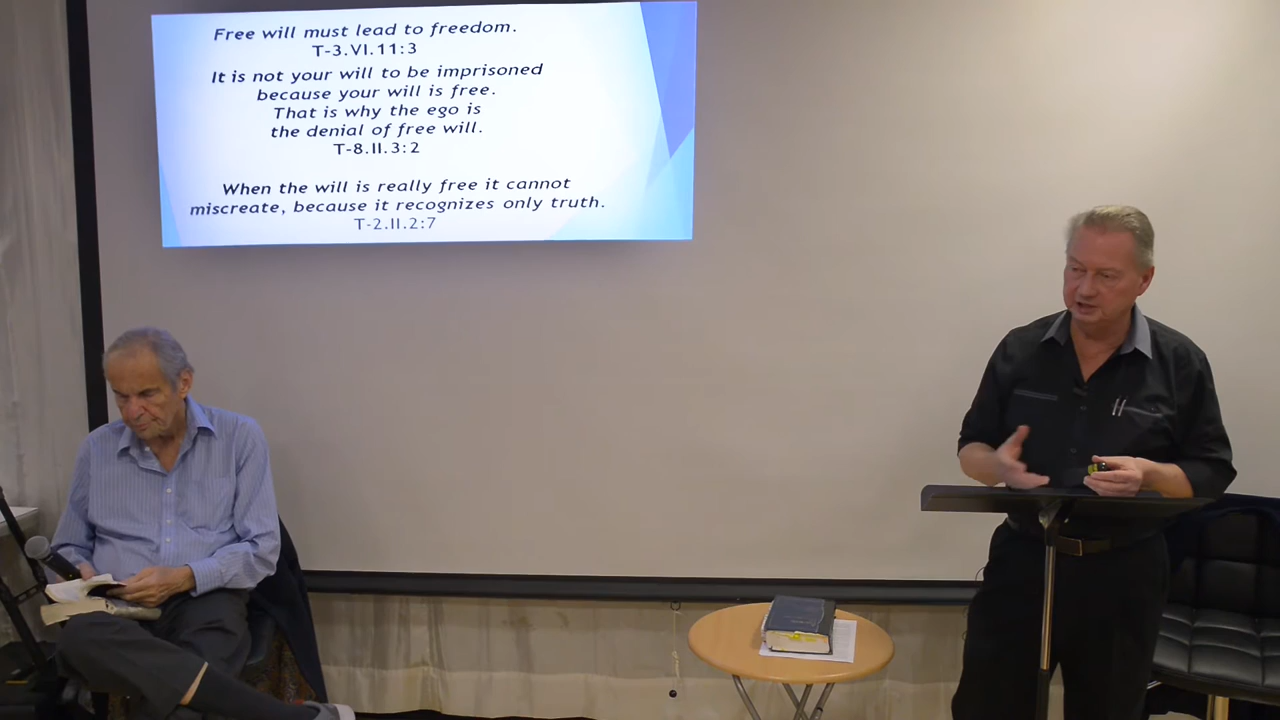 Free will must lead to freedom.
T-3.VI.11:3
It is not your will to be imprisoned
because your will is free.
That is why the ego is
the denial of free will.
T-8.II.3:2
When the will is really free it cannot
miscreate, because it recognizes only truth.
T-2.II.2:7